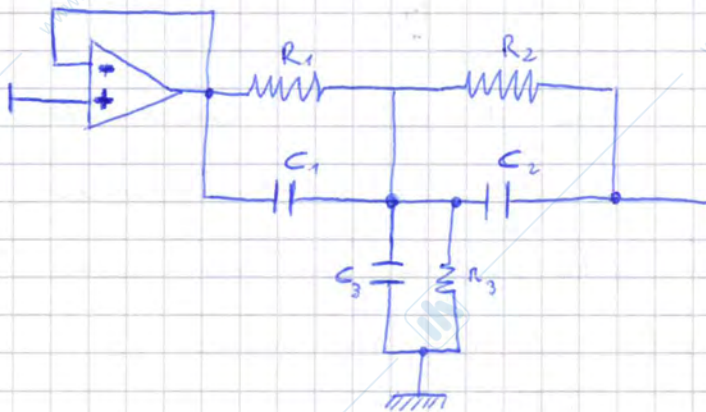 R₁
R₂
-
+
C₁
C₂
C₃
R₃